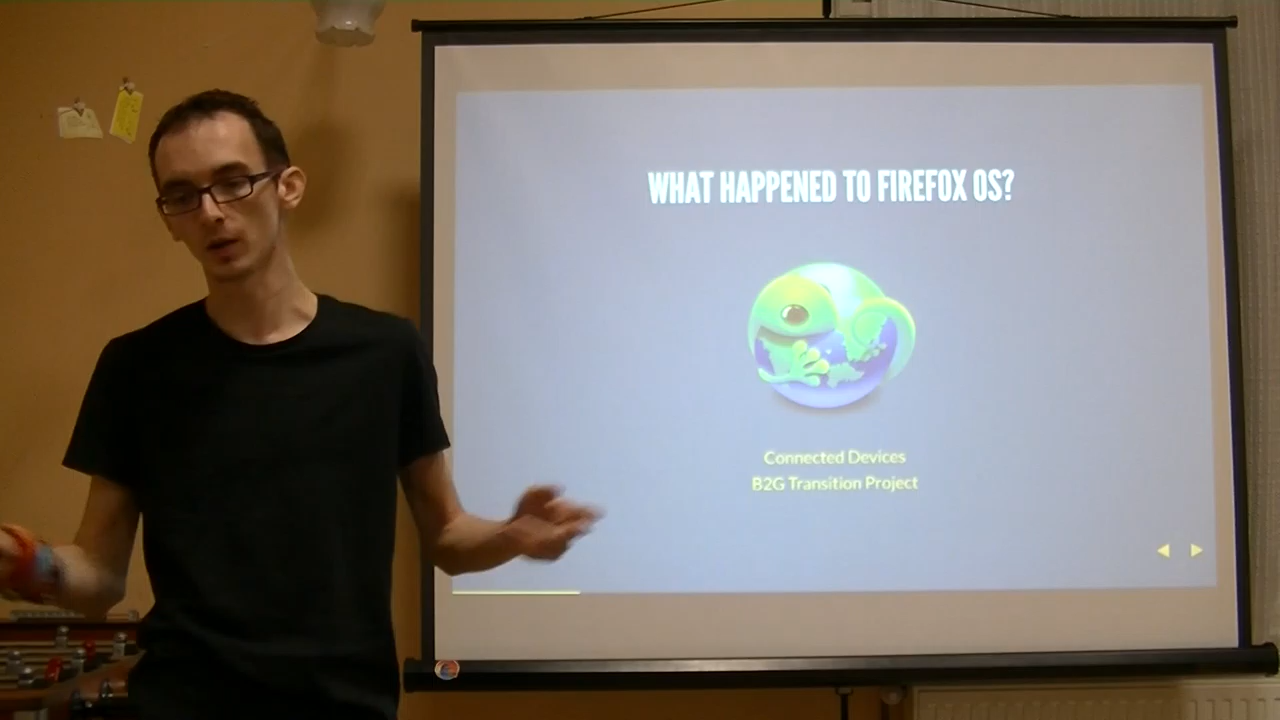 WHAT HAPPENED TO FIREFOX OS?
Connected Devices
B2G Transition Project